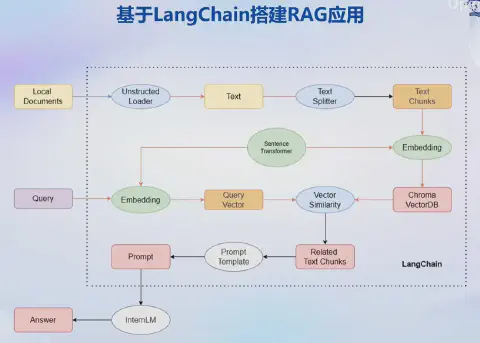 基于LangChain搭建RAG应用
Local
Documents
Unstructed
Loader
Text
Text
Splitter
Text
Chunks
Sentence
Transformer
Embedding
Query
Embedding
Query
Vector
Vector
Similarity
Chroma
VectorDB
Prompt
Prompt
Template
Related
Text Chunks
LangChain
Answer
InternLM